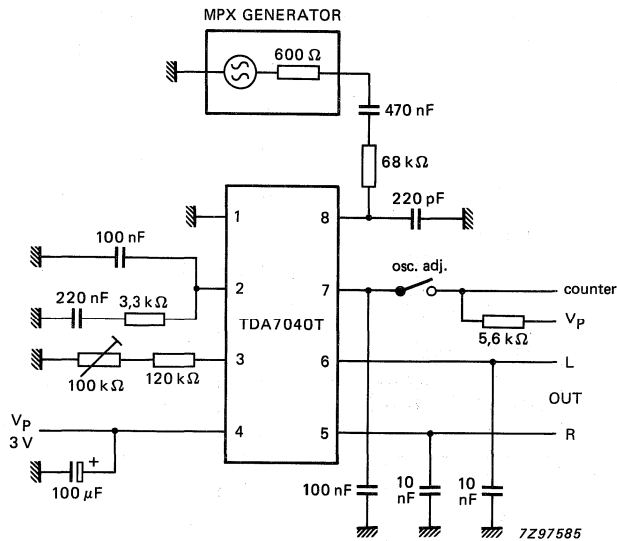 MPX GENERATOR
600 Ω
470 nF
68 kΩ
220 pF
1
8
100 nF
osc. adj.
2
7
counter
220 nF
3,3 kΩ
TDA7040T
5,6 kΩ
VP
3
6
L
100 kΩ
120 kΩ
OUT
VP
3 V
4
5
R
+
100 μF
100 nF
10
nF
10
nF
7Z97585